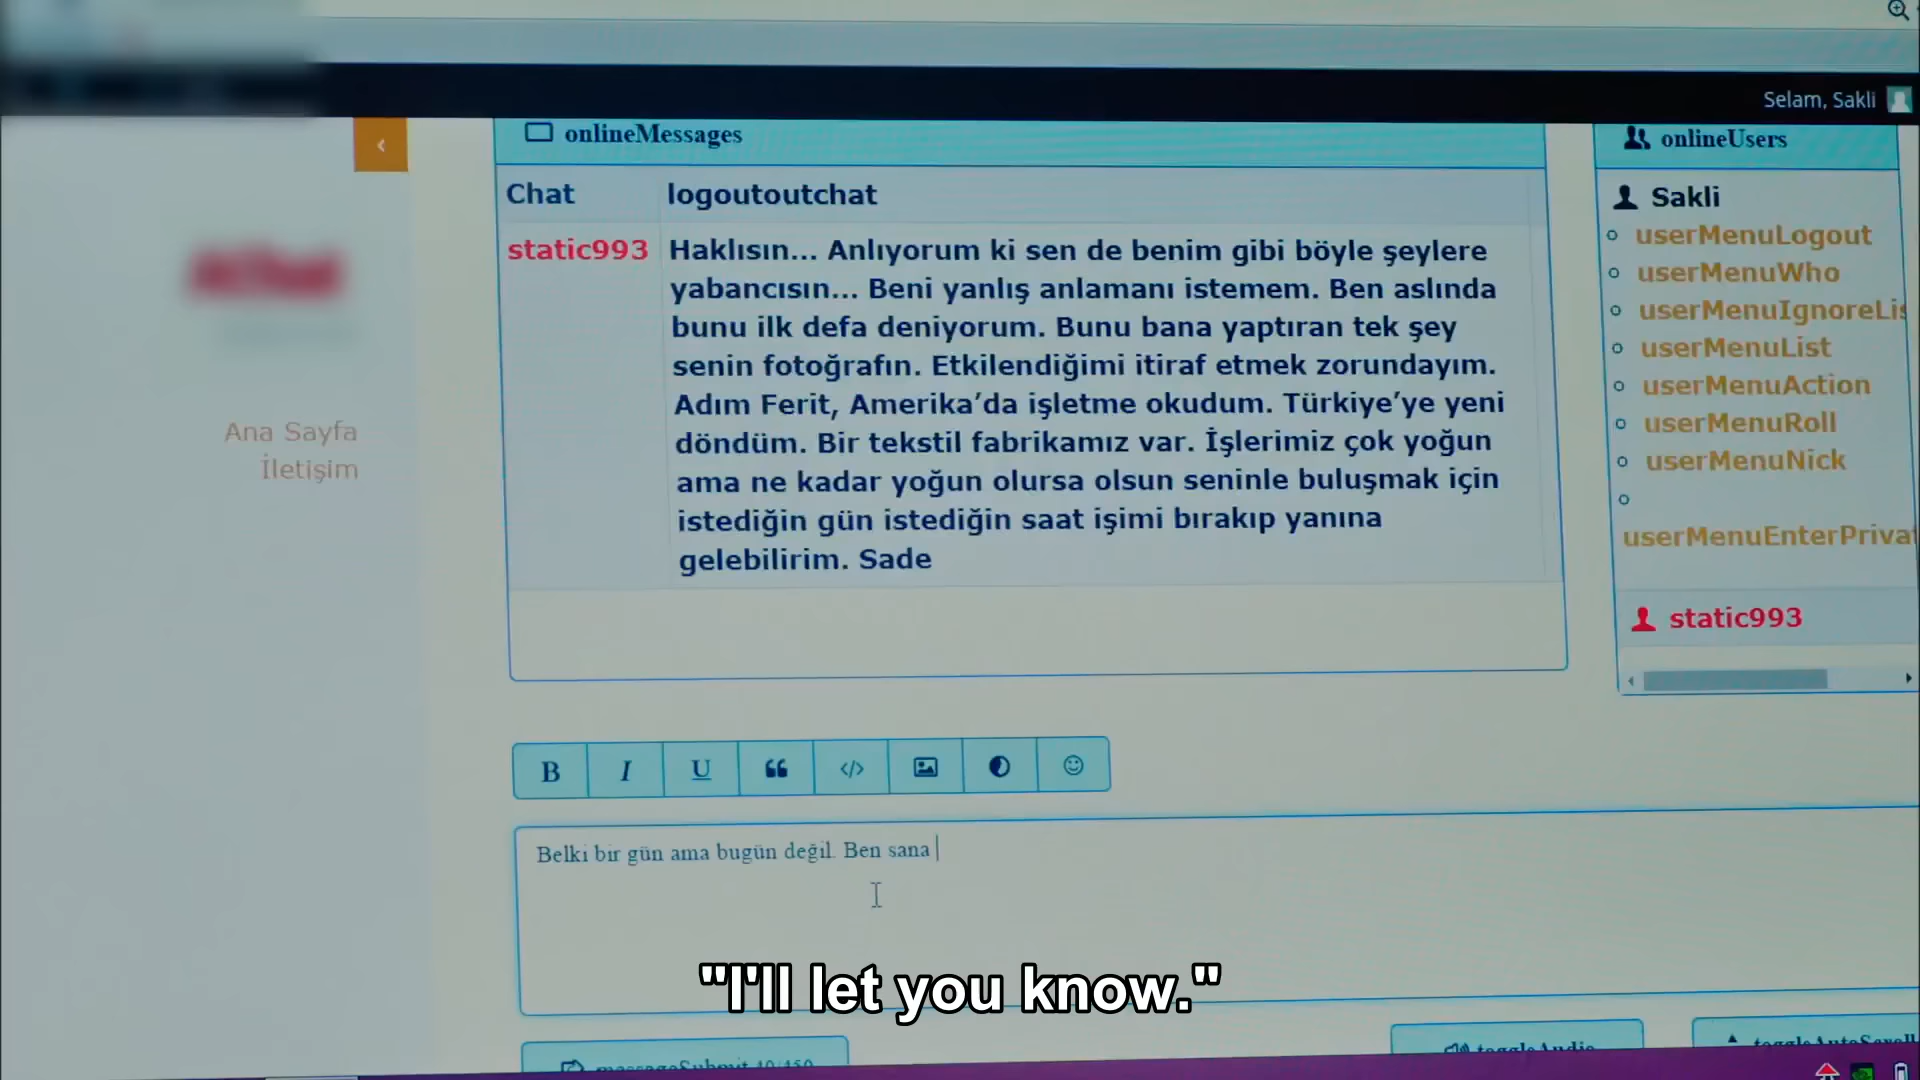 Selam, Sakli
onlineMessages
onlineUsers
Chat
logoutoutchat
static993
Haklısın... Anlıyorum ki sen de benim gibi böyle şeylere
yabancısın... Beni yanlış anlamanı istemem. Ben aslında
bunu ilk defa deniyorum. Bunu bana yaptıran tek şey
senin fotoğrafın. Etkilendiğimi itiraf etmek zorundayım.
Adım Ferit, Amerika’da işletme okudum. Türkiye’ye yeni
döndüm. Bir tekstil fabrikamız var. İşlerimiz çok yoğun
ama ne kadar yoğun olursa olsun seninle buluşmak için
istediğin gün istediğin saat işimi bırakıp yanına
gelebilirim. Sade
Sakli
userMenuLogout
userMenuWho
userMenuIgnoreLis
userMenuList
userMenuAction
userMenuRoll
userMenuNick
userMenuEnterPrivat
static993
Ana Sayfa
İletişim
B I U
Belki bir gün ama bugün değil. Ben sana
"I'll let you know."
messageSubmit
toggleAudio
toggleAutoScroll